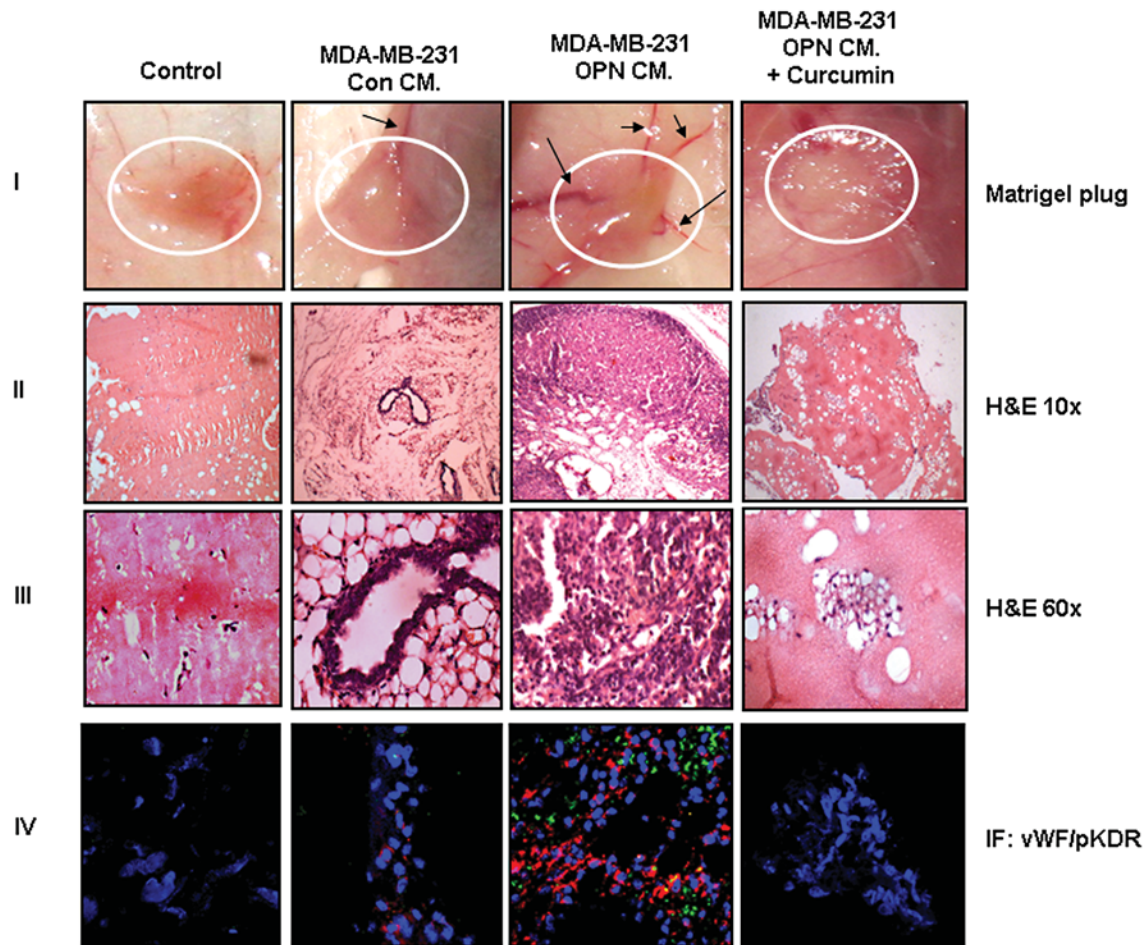 Control
MDA-MB-231
Con CM.
MDA-MB-231
OPN CM.
MDA-MB-231
OPN CM.
+ Curcumin
I
Matrigel plug
II
H&E 10x
III
H&E 60x
IV
IF: vWF/pKDR